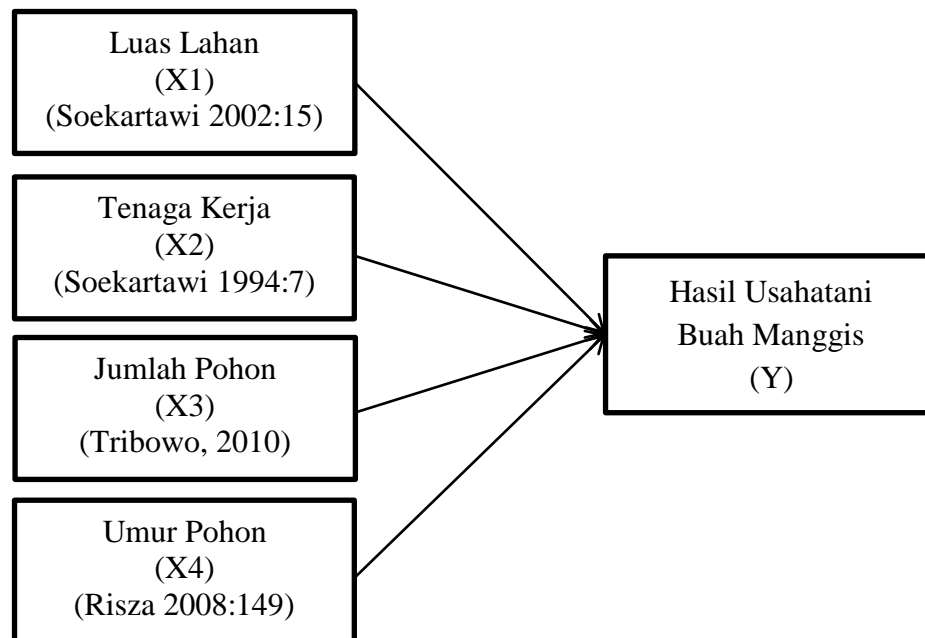 Luas Lahan
(X1)
(Soekartawi 2002:15)
Tenaga Kerja
(X2)
(Soekartawi 1994:7)
Jumlah Pohon
(X3)
(Tribowo, 2010)
Umur Pohon
(X4)
(Risza 2008:149)
Hasil Usahatani
Buah Manggis
(Y)